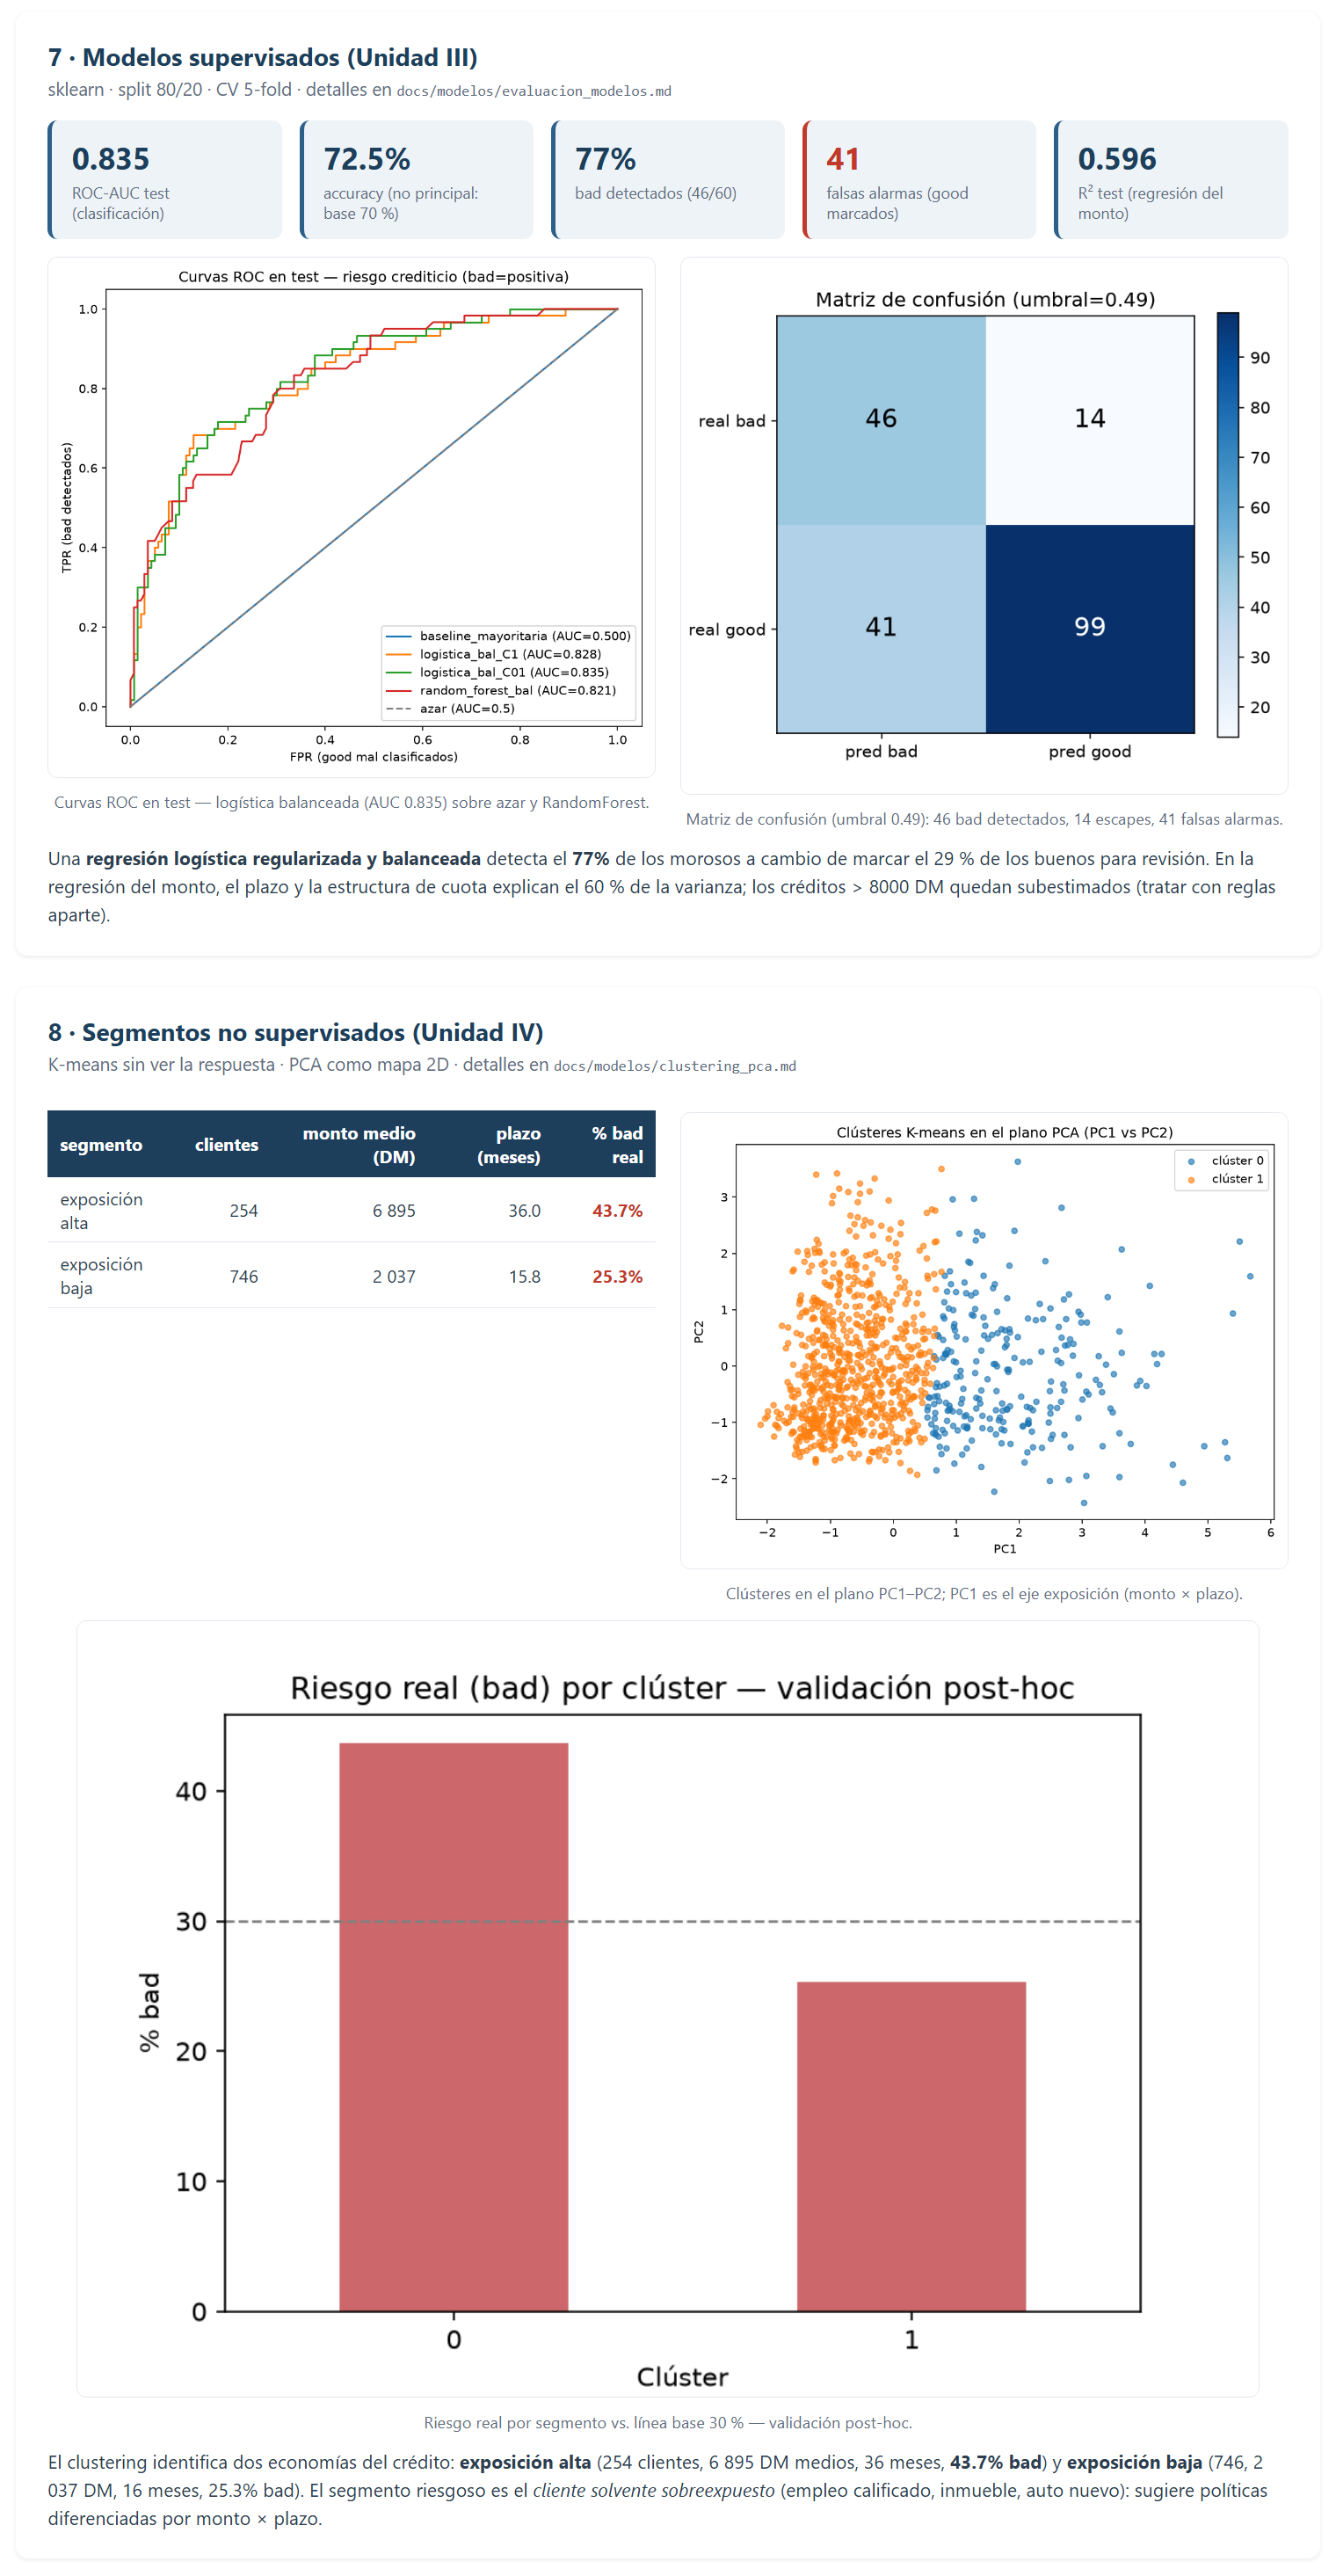 7 · Modelos supervisados (Unidad III)
sklearn · split 80/20 · CV 5-fold · detalles en docs/modelos/evaluacion_modelos.md
0.835
ROC-AUC test
(clasificación)
72.5%
accuracy (no principal:
base 70 %)
77%
bad detectados (46/60)
41
falsas alarmas (good
marcados)
0.596
R² test (regresión del
monto)
Curvas ROC en test — riesgo crediticio (bad=positiva)
1.0
0.8
0.6
0.4
0.2
0.0
TPR (bad detectados)
baseline_mayoritaria (AUC=0.500)
logistica_bal_C1 (AUC=0.828)
logistica_bal_C01 (AUC=0.835)
random_forest_bal (AUC=0.821)
azar (AUC=0.5)
0.0 0.2 0.4 0.6 0.8 1.0
FPR (good mal clasificados)
Curvas ROC en test — logística balanceada (AUC 0.835) sobre azar y RandomForest.
Matriz de confusión (umbral=0.49)
real bad
46 14
real good
41 99
pred bad pred good
90
80
70
60
50
40
30
20
Matriz de confusión (umbral 0.49): 46 bad detectados, 14 escapes, 41 falsas alarmas.
Una regresión logística regularizada y balanceada detecta el 77% de los morosos a cambio de marcar el 29 % de los buenos para revisión. En la
regresión del monto, el plazo y la estructura de cuota explican el 60 % de la varianza; los créditos > 8000 DM quedan subestimados (tratar con reglas
aparte).
8 · Segmentos no supervisados (Unidad IV)
K-means sin ver la respuesta · PCA como mapa 2D · detalles en docs/modelos/clustering_pca.md
segmento clientes monto medio (DM) plazo (meses) % bad real
exposición alta 254 6 895 36.0 43.7%
exposición baja 746 2 037 15.8 25.3%
Clústeres K-means en el plano PCA (PC1 vs PC2)
clúster 0
clúster 1
3
2
1
0
−1
−2
PC2
−2 −1 0 1 2 3 4 5 6
PC1
Clústeres en el plano PC1–PC2; PC1 es el eje exposición (monto × plazo).
Riesgo real (bad) por clúster — validación post-hoc
40
30
20
10
0
% bad
0 1
Clúster
Riesgo real por segmento vs. línea base 30 % — validación post-hoc.
El clustering identifica dos economías del crédito: exposición alta (254 clientes, 6 895 DM medios, 36 meses, 43.7% bad) y exposición baja (746, 2
037 DM, 16 meses, 25.3% bad). El segmento riesgoso es el cliente solvente sobreexpuesto (empleo calificado, inmueble, auto nuevo): sugiere políticas
diferenciadas por monto × plazo.